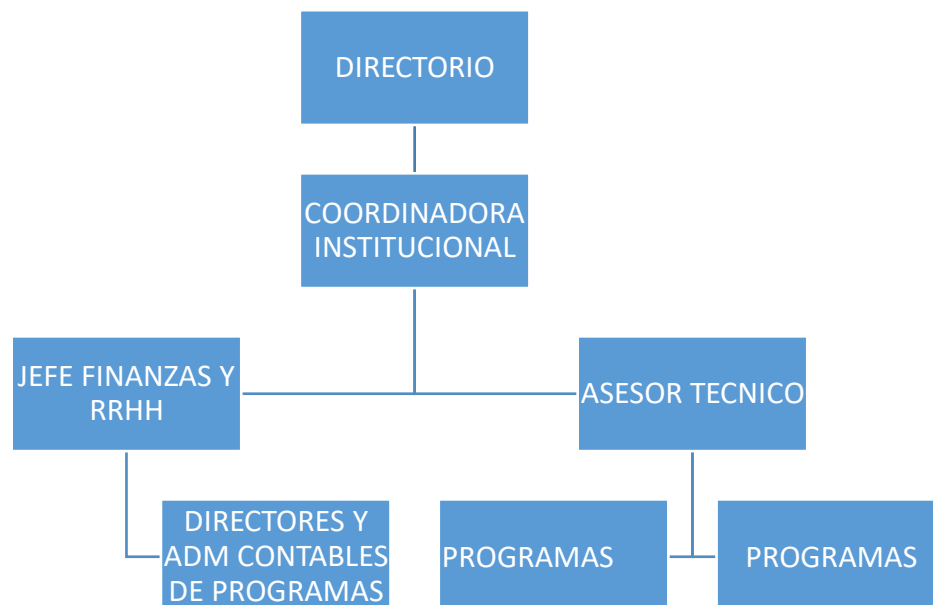 DIRECTORIO
COORDINADORA
INSTITUCIONAL
JEFE FINANZAS Y
RRHH
ASESOR TECNICO
DIRECTORES Y
ADM CONTABLES
DE PROGRAMAS
PROGRAMAS
PROGRAMAS